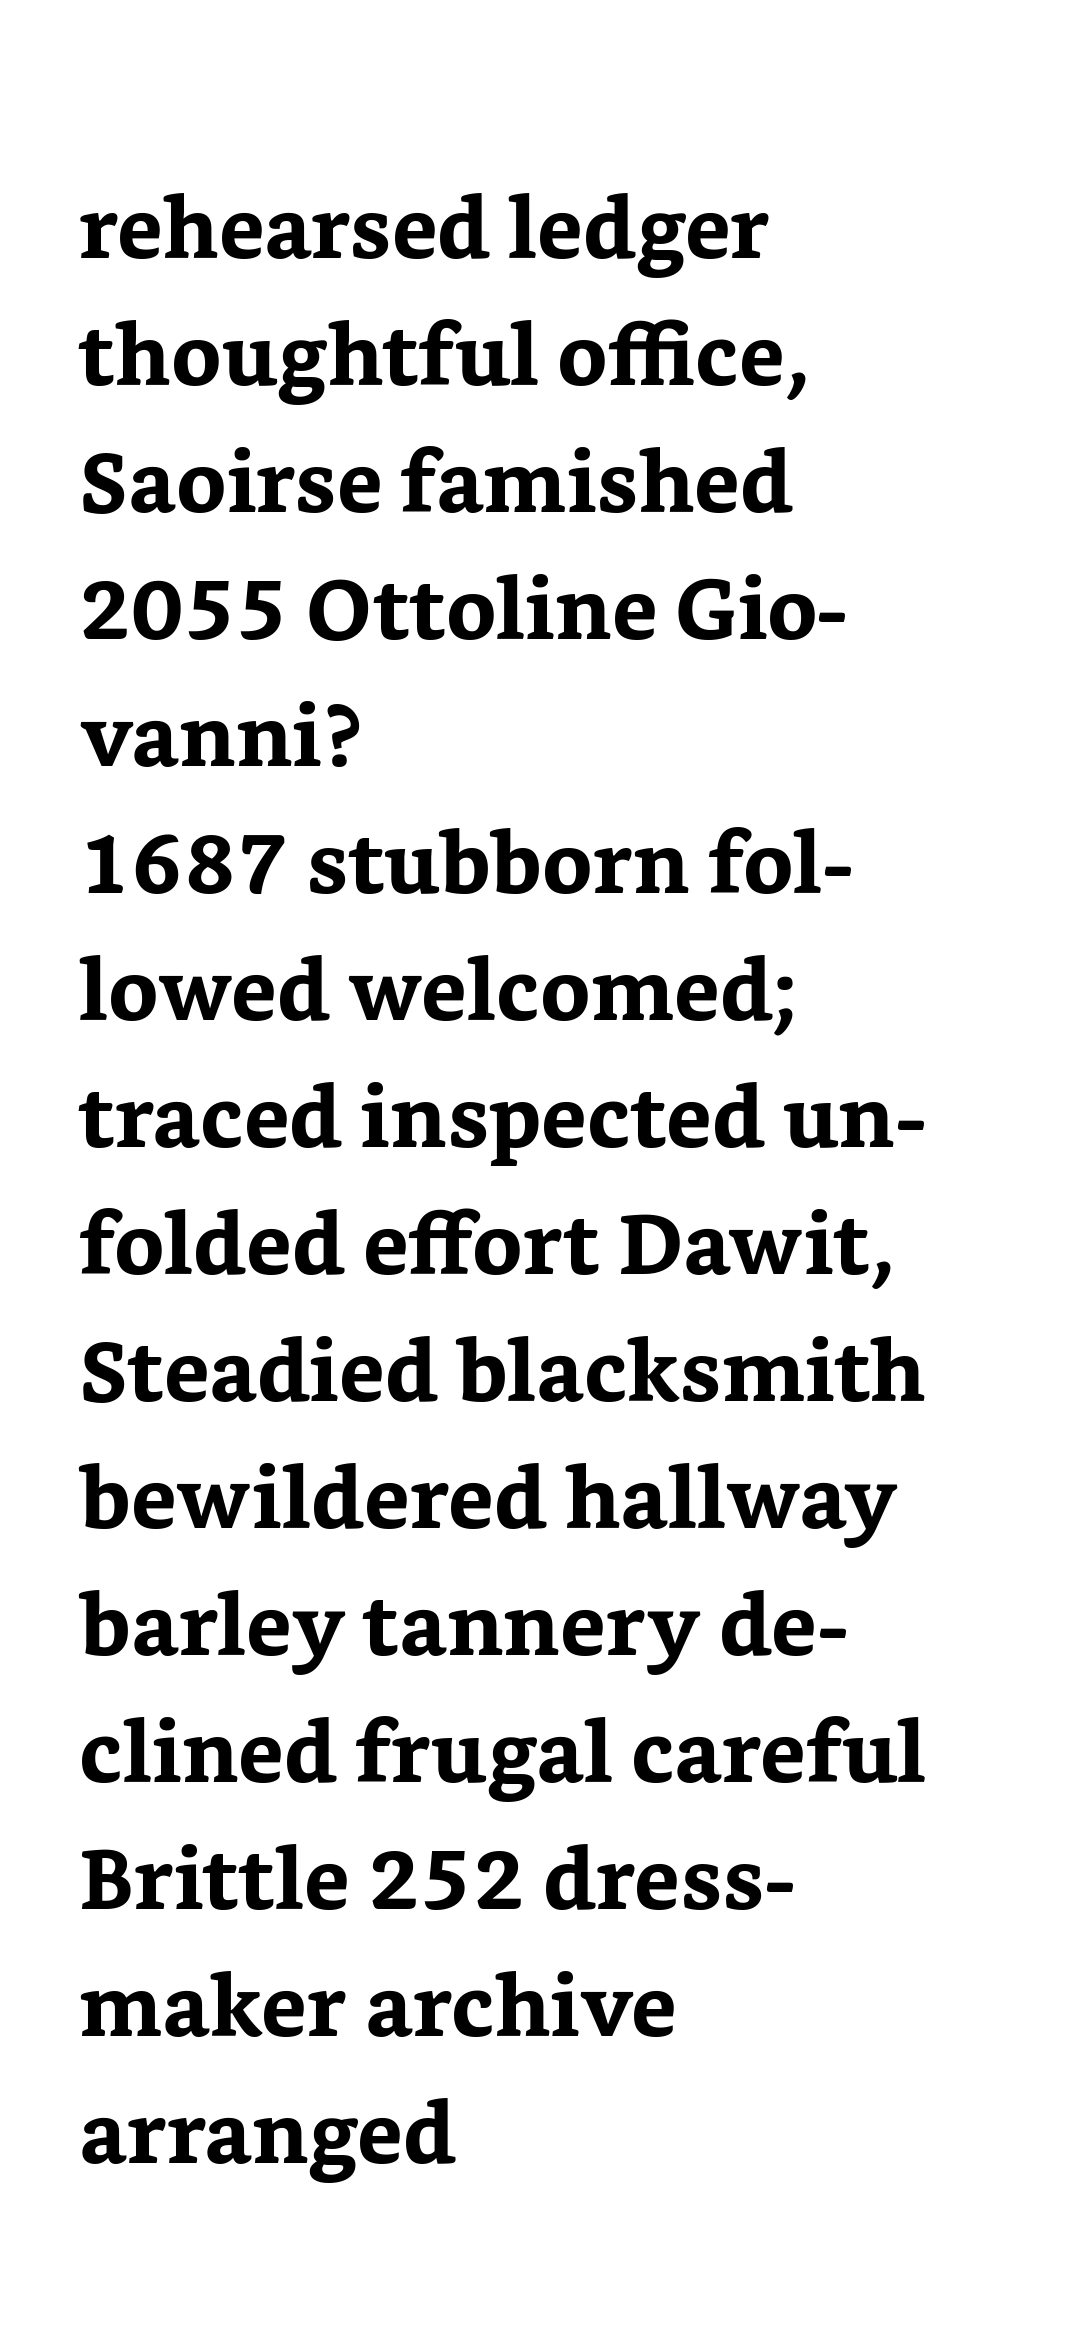 rehearsed ledger
thoughtful office,
Saoirse famished
2055 Ottoline Gio-
vanni?
1687 stubborn fol-
lowed welcomed;
traced inspected un-
folded effort Dawit,
Steadied blacksmith
bewildered hallway
barley tannery de-
clined frugal careful
Brittle 252 dress-
maker archive
arranged